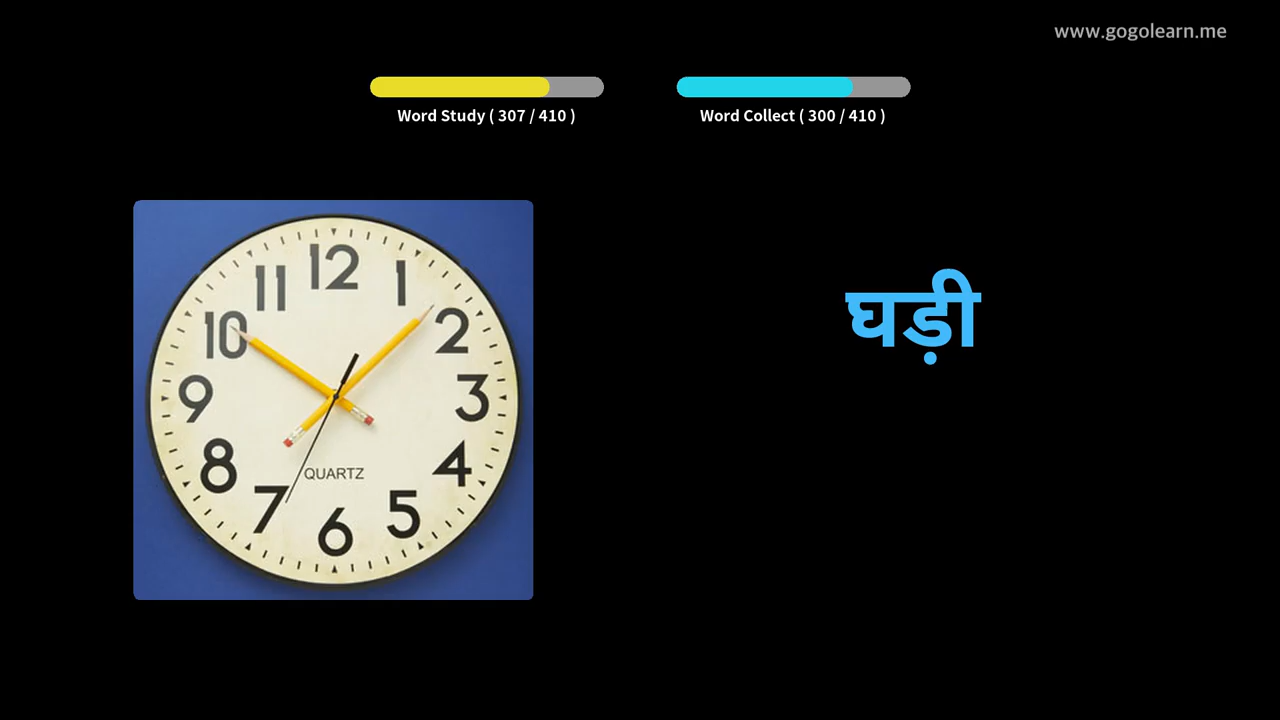 www.gogolearn.me
Word Study ( 307 / 410 )
Word Collect ( 300 / 410 )
12
11
1
10
2
9
3
8
4
QUARTZ
7
5
6
घड़ी